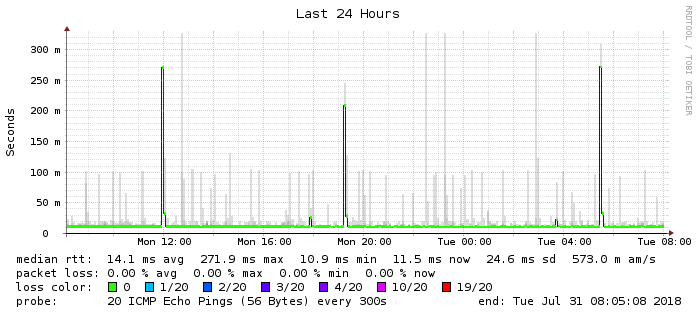 Last 24 Hours
RRDTOOL / TOBI OETIKER
Seconds
300 m
250 m
200 m
150 m
100 m
50 m
0
Mon 12:00 Mon 16:00 Mon 20:00 Tue 00:00 Tue 04:00 Tue 08:00
median rtt: 14.1 ms avg 271.9 ms max 10.9 ms min 11.5 ms now 24.6 ms sd 573.0 m am/s
packet loss: 0.00 % avg 0.00 % max 0.00 % min 0.00 % now
loss color: 0 1/20 2/20 3/20 4/20 10/20 19/20
probe: 20 ICMP Echo Pings (56 Bytes) every 300s end: Tue Jul 31 08:05:08 2018